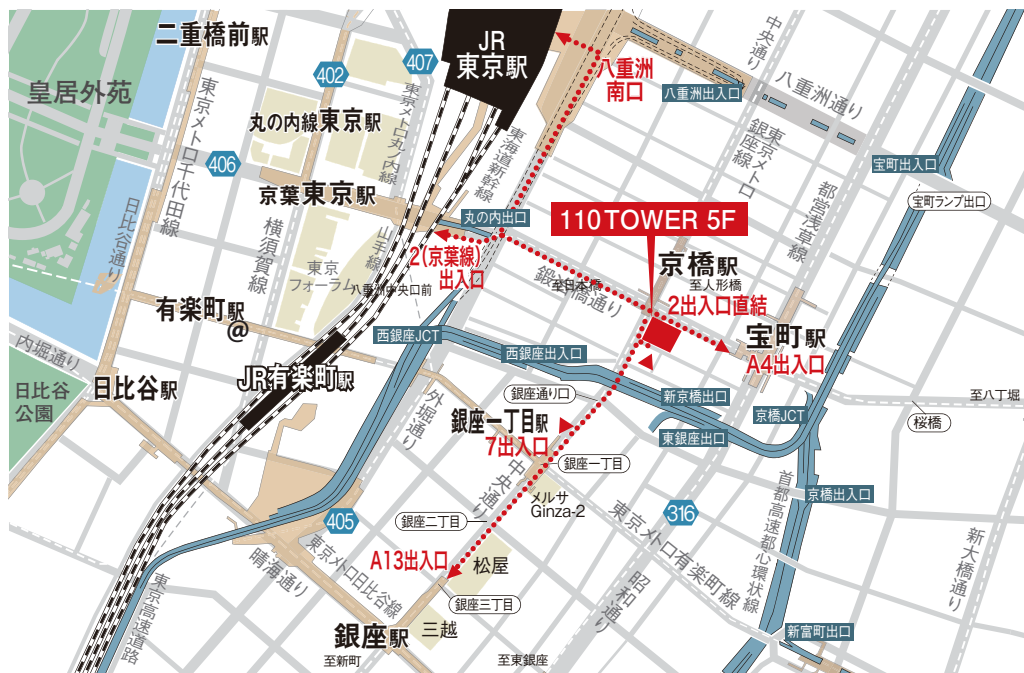 二重橋前駅
皇居外苑
402
407
JR
東京駅
八重洲
南口
中央通り
八重洲出入口
八重洲通り
東京メトロ千代田線
丸の内線東京駅
東京メトロ丸ノ内線
東海道新幹線
東京メトロ
銀座線
都営浅草線
宝町出入口
宝町ランプ出口
406
京葉東京駅
丸の内出口
110 TOWER 5F
日比谷通り
横須賀線
東京
フォーラム
山手線
2(京葉線)
出入口
鍛冶橋通り
至日本橋
京橋駅
至人形橋
2出入口直結
八重洲中央口前
有楽町駅
@
西銀座JCT
西銀座出入口
宝町駅
A4出入口
内堀通り
日比谷駅
日比谷
公園
JR有楽町駅
外堀通り
銀座通り口
新京橋出口
京橋JCT
至八丁堀
桜橋
銀座一丁目駅
7出入口
東銀座出口
銀座一丁目
中央通り
メルサ
Ginza-2
京橋出入口
首都高速都心環状線
405
銀座二丁目
316
東京メトロ有楽町線
新大橋通り
晴海通り
東京メトロ日比谷線
A13出入口
松屋
昭和通り
東京高速道路
銀座三丁目
三越
銀座駅
新富町出口
至新町
至東銀座